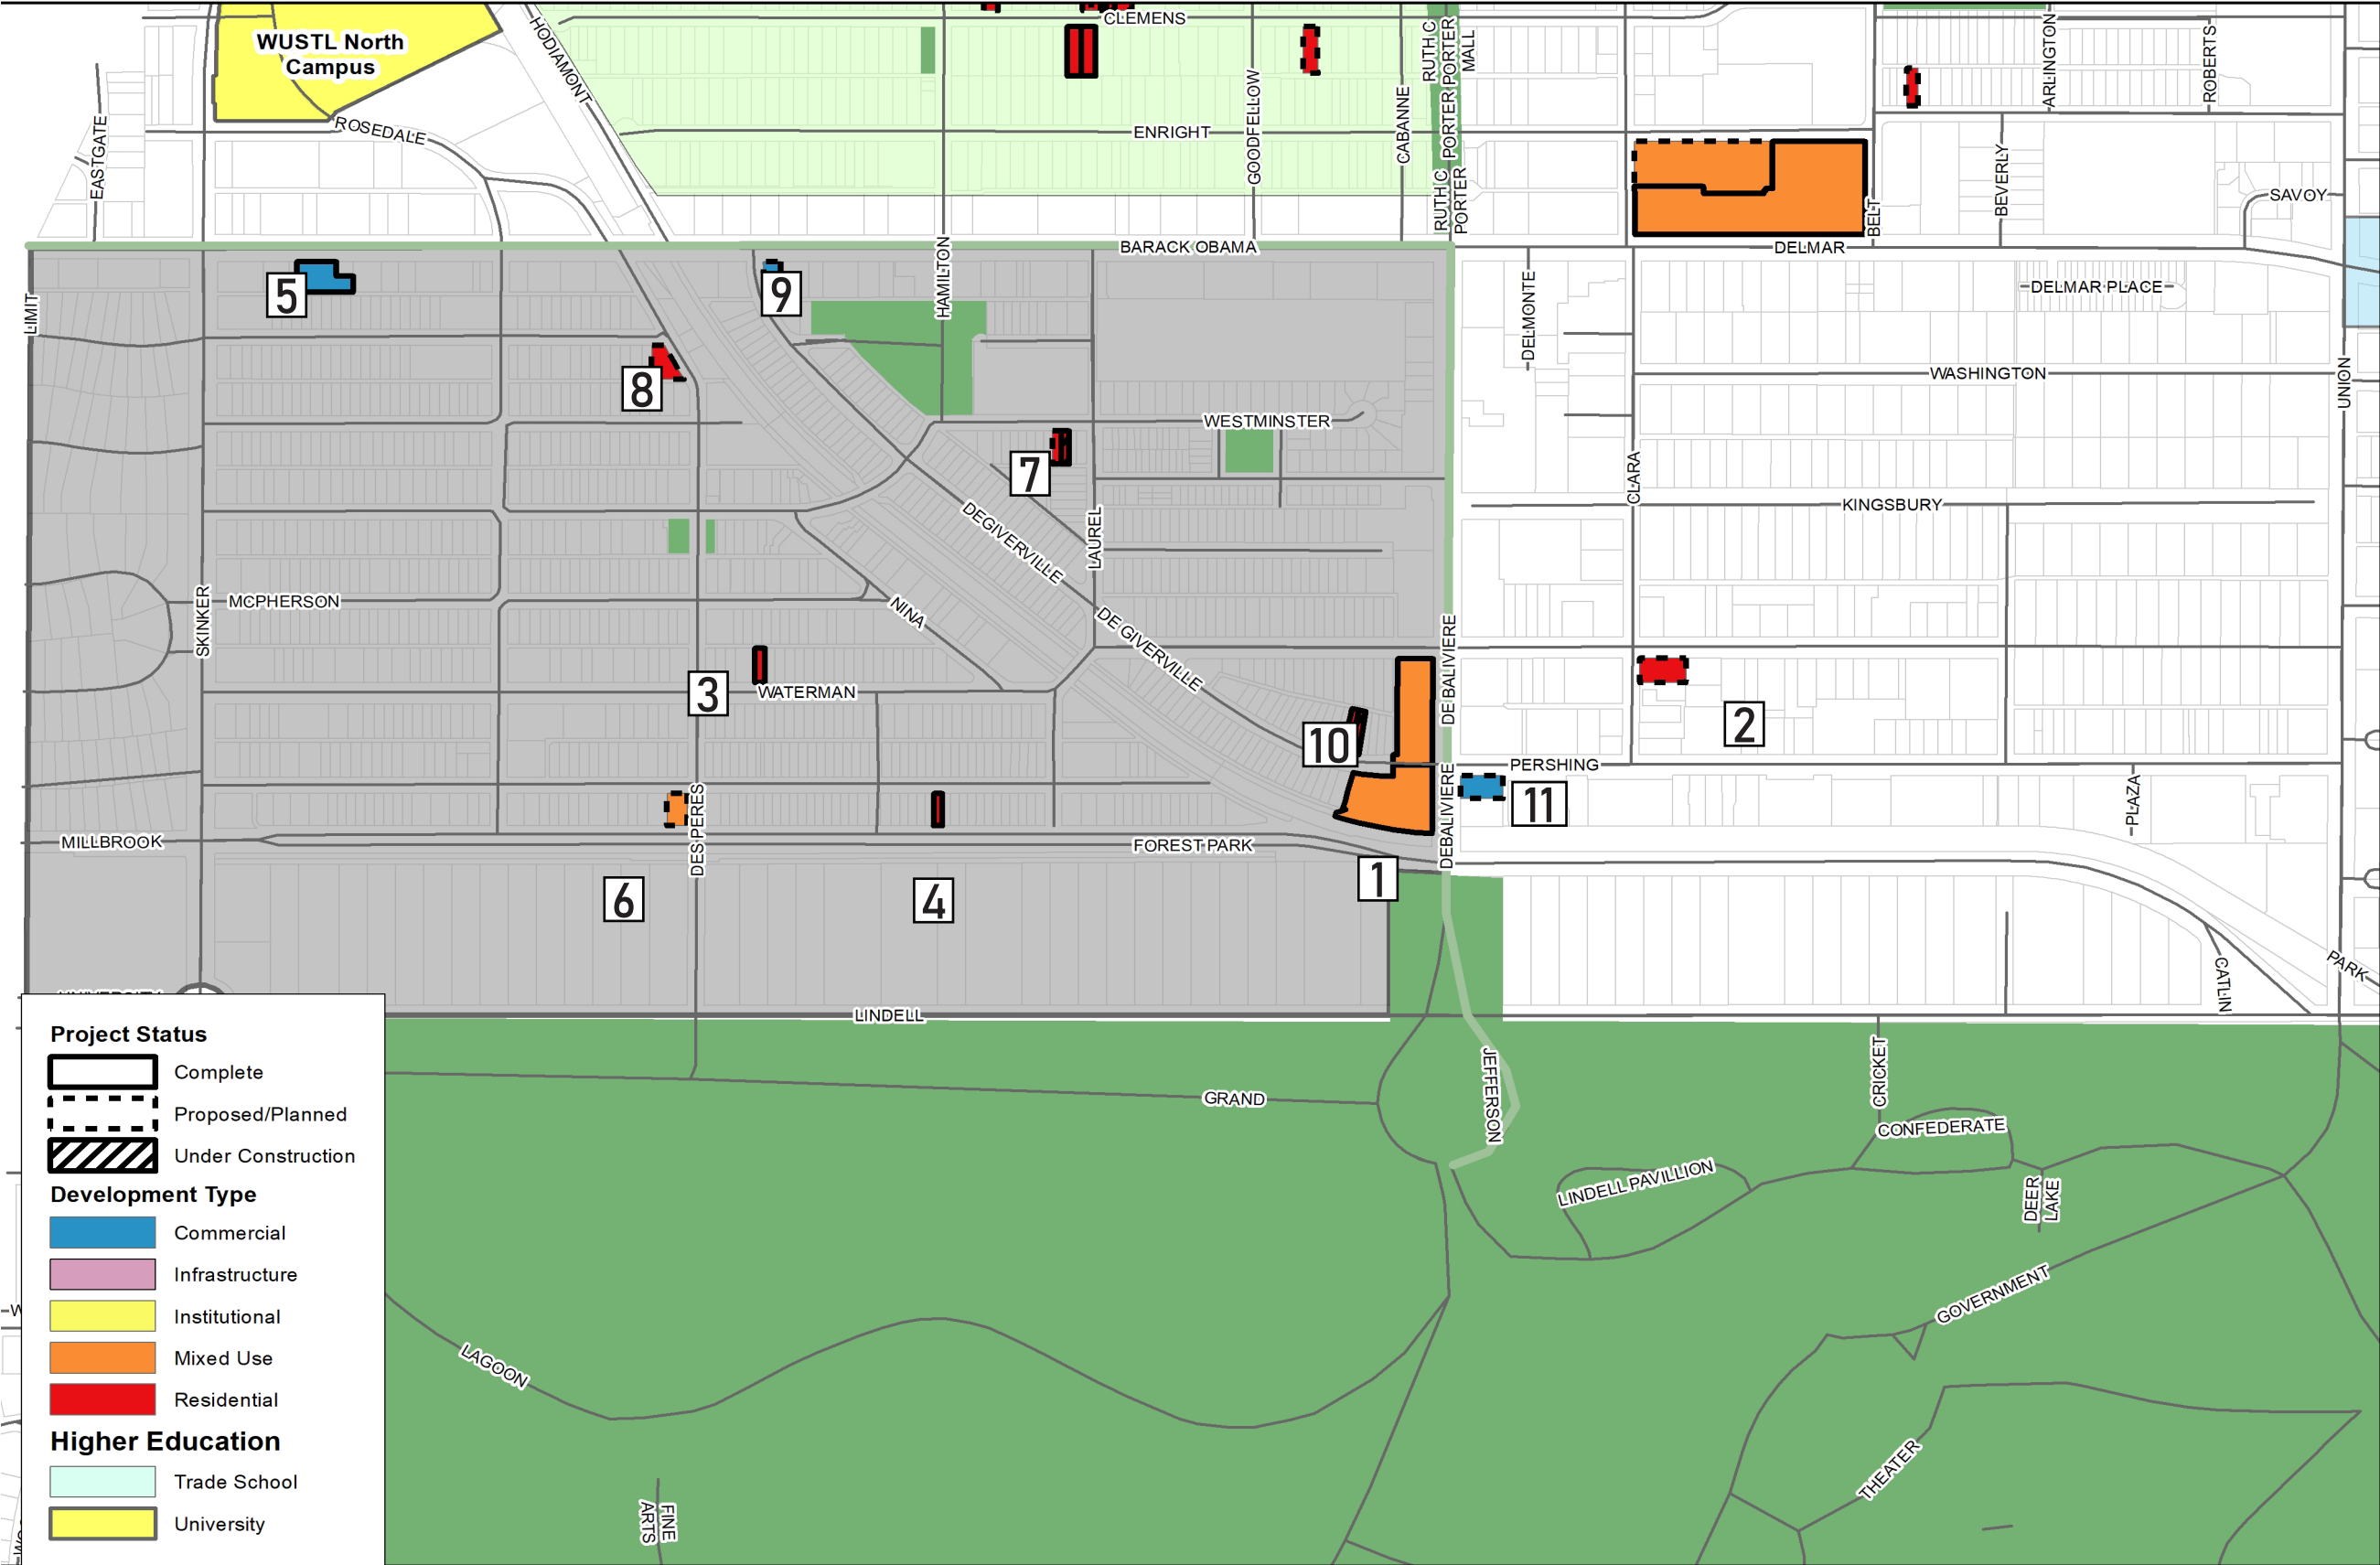 CLEMENS
WUSTL North
Campus
HODIAMONT
RUTH C
PORTER
PORTER
PORTER
MALL
ARLINGTON
ROBERTS
EASTGATE
ROSEDALE
ENRIGHT
GOODFELLOW
CABANNE
RUTH C
PORTER
BELT
BEVERLY
SAVOY
BARACK OBAMA
DELMAR
HAMILTON
5
9
LIMIT
DELMONTE
DELMAR PLACE
8
WASHINGTON
UNION
WESTMINSTER
7
CLARA
KINGSBURY
DEGIVERVILLE
LAUREL
SKINKER
MCPHERSON
NINA
DE GIVERVILLE
DE BALIVIERE
3
WATERMAN
10
2
PERSHING
DEBALIVIERE
11
PLAZA
DES PERES
MILLBROOK
FOREST PARK
1
6
4
CATLIN
PARK
LINDELL
Project Status
Complete
Proposed/Planned
Under Construction
Development Type
Commercial
Infrastructure
Institutional
Mixed Use
Residential
Higher Education
Trade School
University
GRAND
JEFFERSON
CRICKET
CONFEDERATE
LINDELL PAVILLION
DEER
LAKE
GOVERNMENT
LAGOON
THEATER
FINE
ARTS